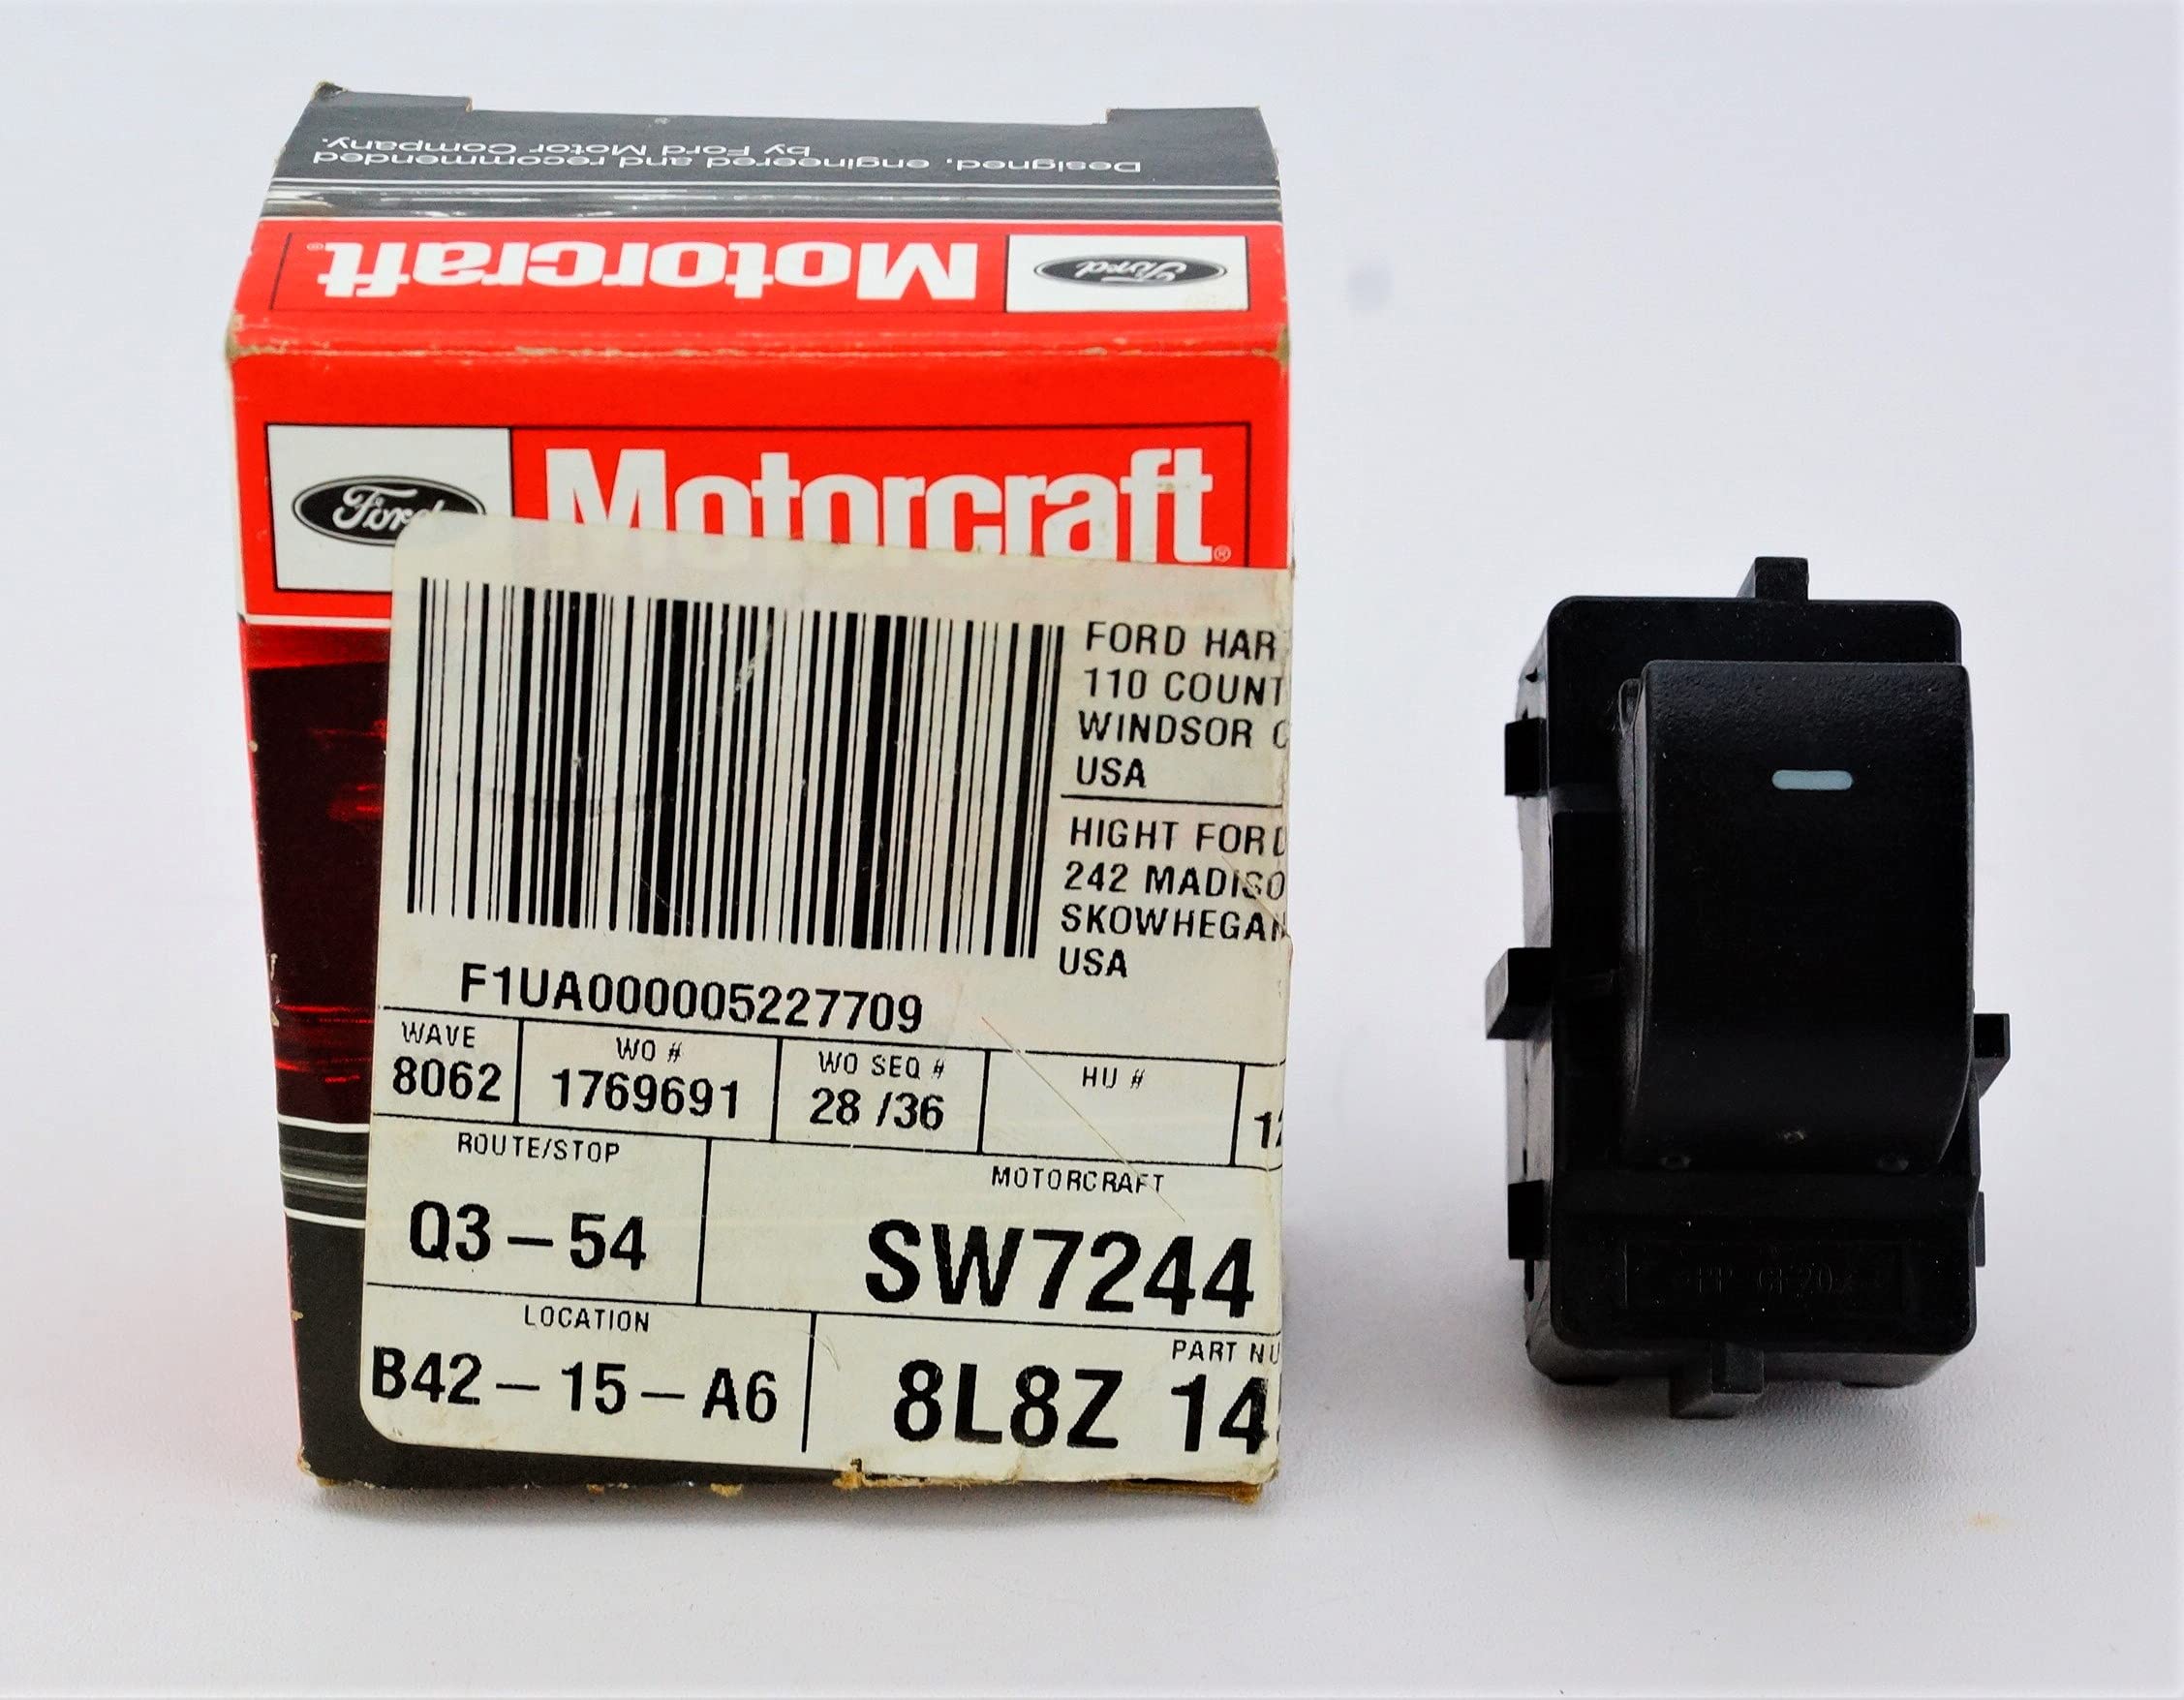 Designed, engineered and recommended
by Ford Motor Company.
Motorcraft®
Ford
Ford
Motorcraft®
FORD HAR
110 COUNT
WINDSOR C
USA
HIGHT FORD
242 MADISO
SKOWHEGAN
USA
F1UA000005227709
WAVE
8062
WO #
1769691
WO SEQ #
28 /36
HU #
12
ROUTE/STOP
Q3-54
MOTORCRAFT
SW7244
LOCATION
B42-15-A6
PART NU
8L8Z 14